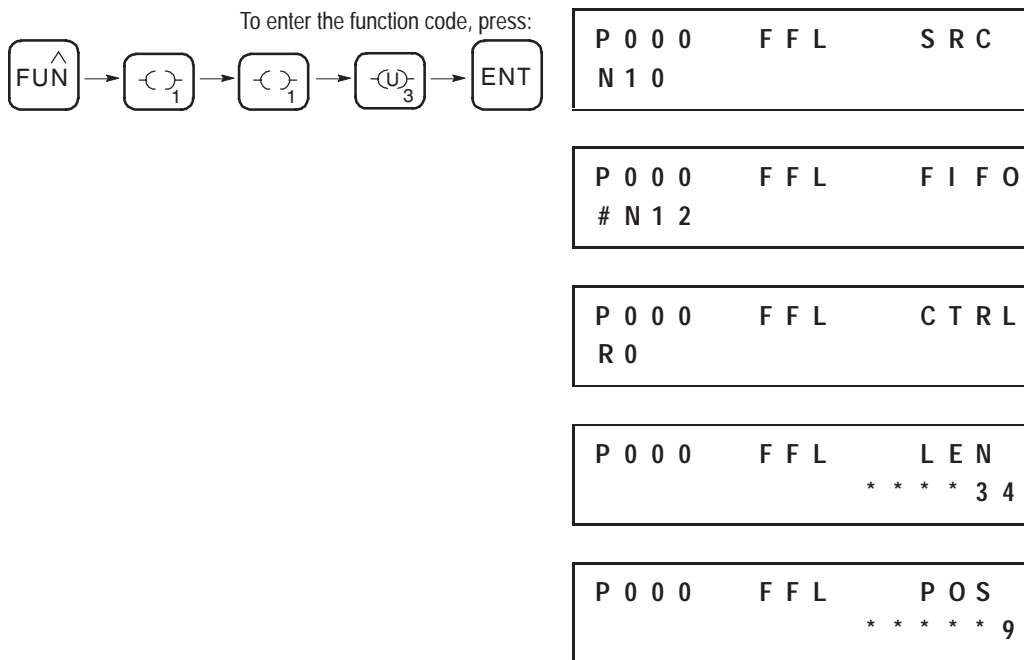 To enter the function code, press:
FUN ^ → -( )- 1 → -( )- 1 → -(U)- 3 → ENT
P000 FFL SRC
N10
P000 FFL FIFO
#N12
P000 FFL CTRL
R0
P000 FFL LEN
****34
P000 FFL POS
*****9